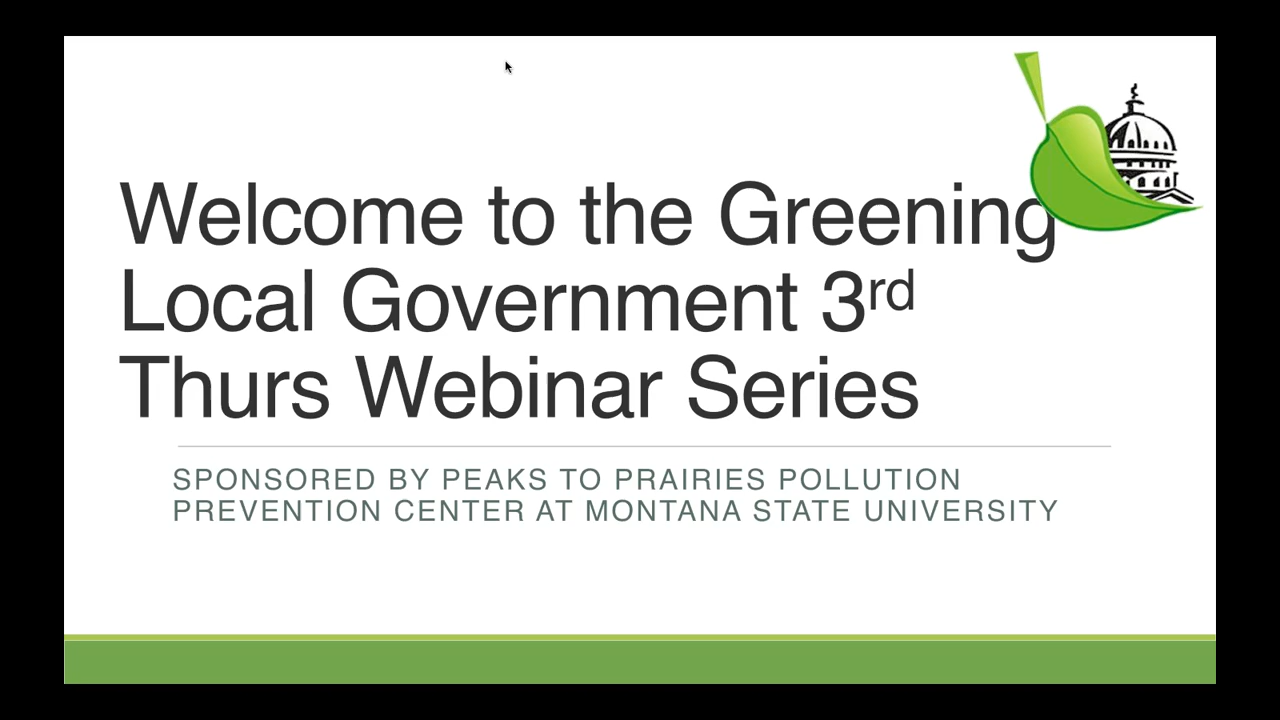 Welcome to the Greening
Local Government 3rd
Thurs Webinar Series
SPONSORED BY PEAKS TO PRAIRIES POLLUTION
PREVENTION CENTER AT MONTANA STATE UNIVERSITY